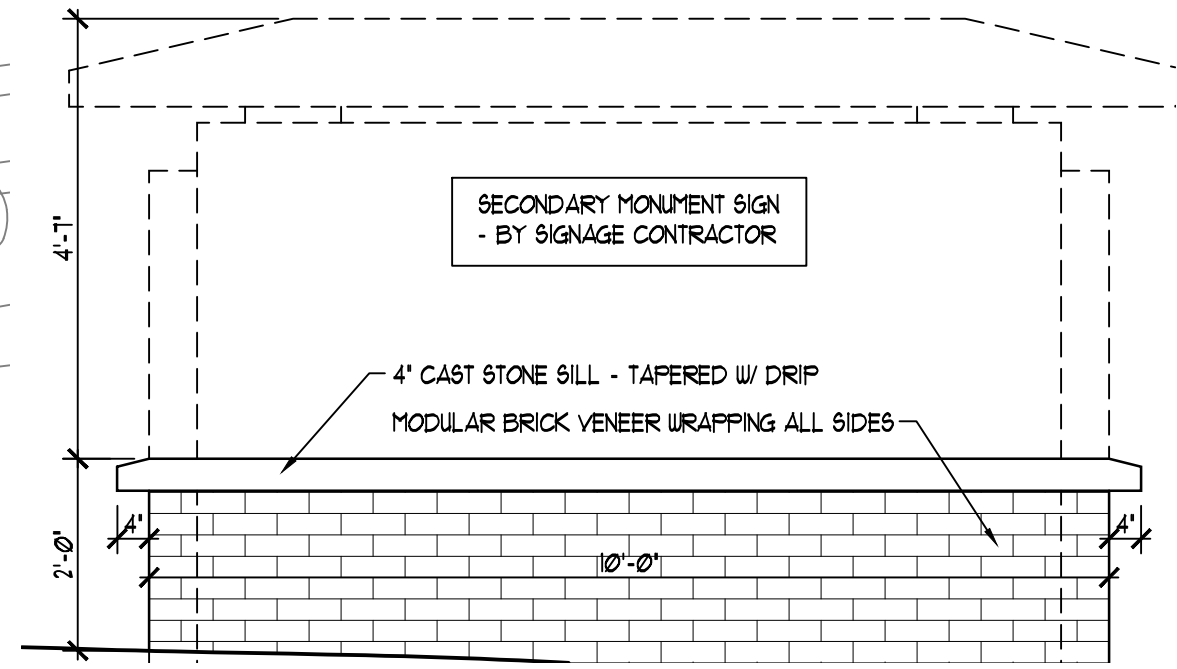 SECONDARY MONUMENT SIGN
- BY SIGNAGE CONTRACTOR
4'-7"
4" CAST STONE SILL - TAPERED W/ DRIP
MODULAR BRICK VENEER WRAPPING ALL SIDES
4"
4"
2'-0"
10'-0"